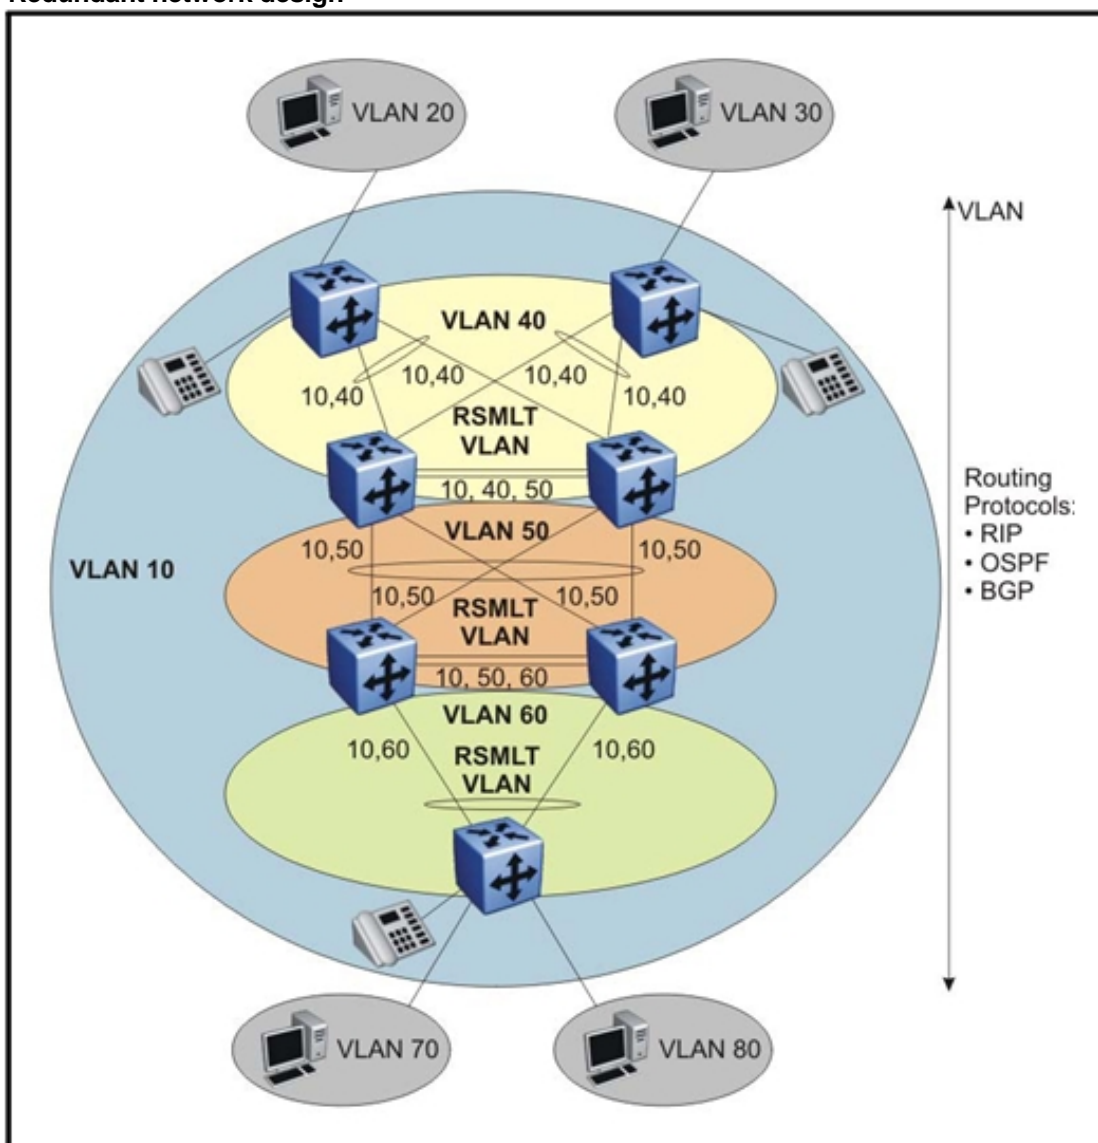 Redundant network design
VLAN 20
VLAN 30
VLAN
VLAN 40
10,40
10,40
10,40
10,40
RSMLT
VLAN
10, 40, 50
Routing
Protocols:
• RIP
• OSPF
• BGP
VLAN 50
10,50
10,50
VLAN 10
10,50
10,50
RSMLT
VLAN
10, 50, 60
VLAN 60
10,60
10,60
RSMLT
VLAN
VLAN 70
VLAN 80